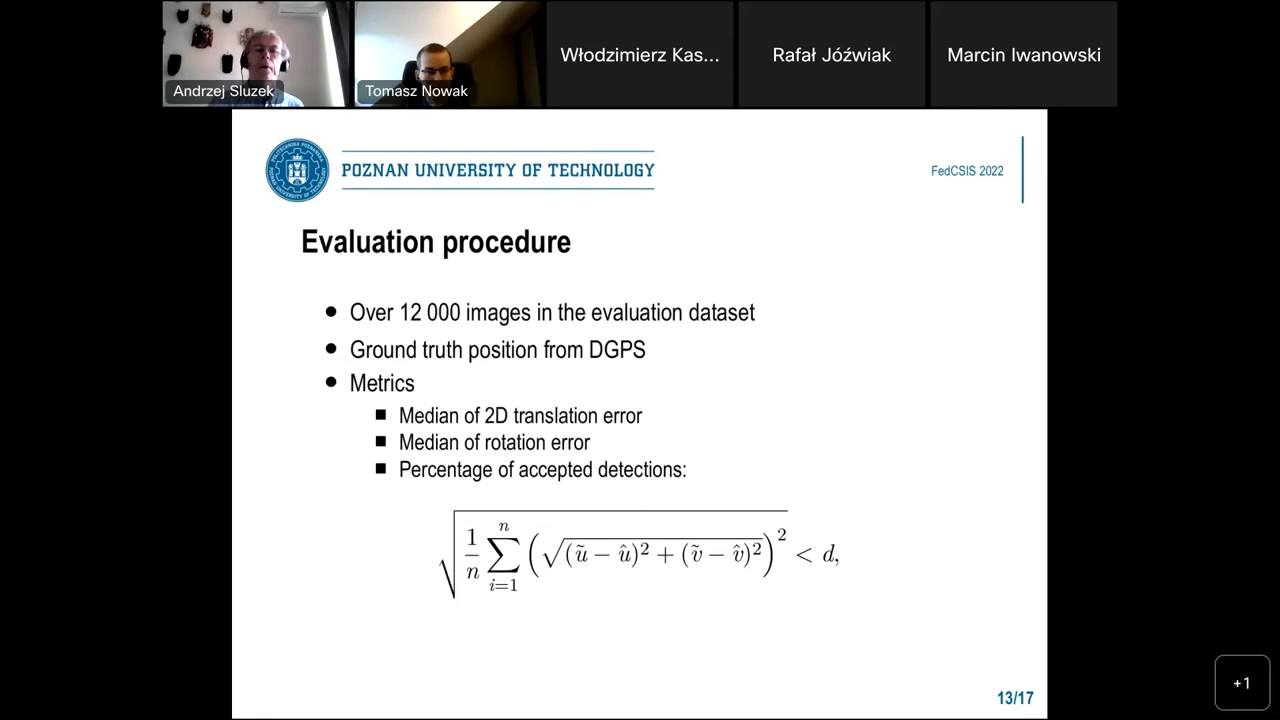 Andrzej Sluzek
Tomasz Nowak
Włodzimierz Kas...
Rafał Jóźwiak
Marcin Iwanowski
POZNAN UNIVERSITY OF TECHNOLOGY
FedCSIS 2022
Evaluation procedure
● Over 12 000 images in the evaluation dataset
● Ground truth position from DGPS
● Metrics
■ Median of 2D translation error
■ Median of rotation error
■ Percentage of accepted detections:
√(1/n ∑_{i=1}^{n} (√((ũ − û)² + (ṽ − v̂)²))²) < d,
13/17
+1